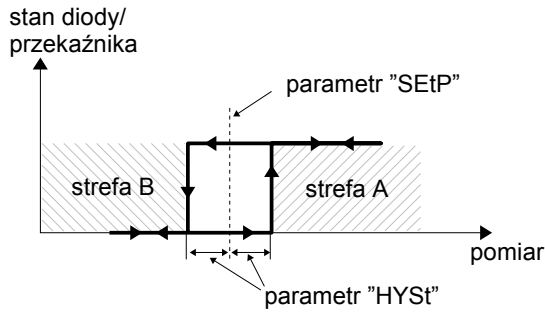 stan diody/
przekaźnika
parametr "SEtP"
strefa B
strefa A
pomiar
parametr "HYSt"